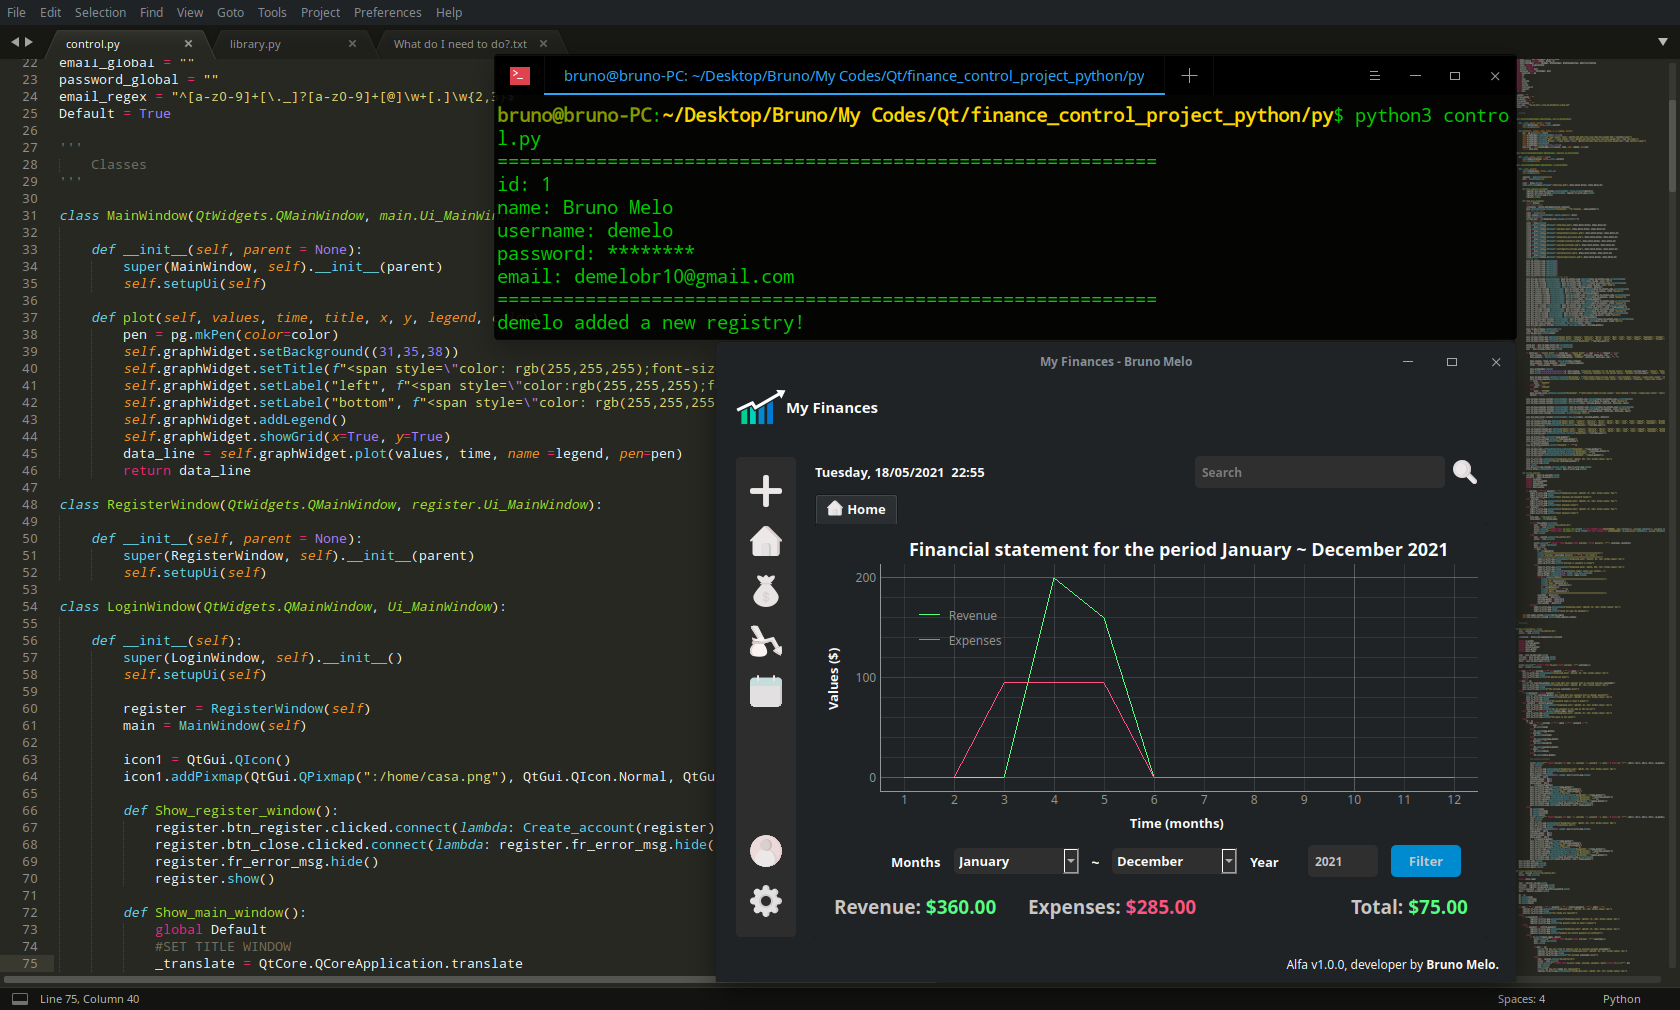 File Edit Selection Find View Goto Tools Project Preferences Help
control.py × library.py × What do I need to do?.txt ×
22 email_global = ""
23 password_global = ""
24 email_regex = "^[a-z0-9]+[\._]?[a-z0-9]+[@]\w+[.]\w{2,3}
25 Default = True
26
27 '''
28 Classes
29 '''
30
31 class MainWindow(QtWidgets.QMainWindow, main.Ui_MainWin
32
33 def __init__(self, parent = None):
34 super(MainWindow, self).__init__(parent)
35 self.setupUi(self)
36
37 def plot(self, values, time, title, x, y, legend,
38 pen = pg.mkPen(color=color)
39 self.graphWidget.setBackground((31,35,38))
40 self.graphWidget.setTitle(f"<span style=\"color: rgb(255,255,255);font-siz
41 self.graphWidget.setLabel("left", f"<span style=\"color:rgb(255,255,255);f
42 self.graphWidget.setLabel("bottom", f"<span style=\"color: rgb(255,255,255
43 self.graphWidget.addLegend()
44 self.graphWidget.showGrid(x=True, y=True)
45 data_line = self.graphWidget.plot(values, time, name =legend, pen=pen)
46 return data_line
47
48 class RegisterWindow(QtWidgets.QMainWindow, register.Ui_MainWindow):
49
50 def __init__(self, parent = None):
51 super(RegisterWindow, self).__init__(parent)
52 self.setupUi(self)
53
54 class LoginWindow(QtWidgets.QMainWindow, Ui_MainWindow):
55
56 def __init__(self):
57 super(LoginWindow, self).__init__()
58 self.setupUi(self)
59
60 register = RegisterWindow(self)
61 main = MainWindow(self)
62
63 icon1 = QtGui.QIcon()
64 icon1.addPixmap(QtGui.QPixmap(":/home/casa.png"), QtGui.QIcon.Normal, QtGu
65
66 def Show_register_window():
67 register.btn_register.clicked.connect(lambda: Create_account(register)
68 register.btn_close.clicked.connect(lambda: register.fr_error_msg.hide(
69 register.fr_error_msg.hide()
70 register.show()
71
72 def Show_main_window():
73 global Default
74 #SET TITLE WINDOW
75 _translate = QtCore.QCoreApplication.translate
Line 75, Column 40
Spaces: 4 Python
bruno@bruno-PC: ~/Desktop/Bruno/My Codes/Qt/finance_control_project_python/py
bruno@bruno-PC:~/Desktop/Bruno/My Codes/Qt/finance_control_project_python/py$ python3 contro
l.py
============================================================
id: 1
name: Bruno Melo
username: demelo
password: ********
email: demelobr10@gmail.com
============================================================
demelo added a new registry!
My Finances - Bruno Melo
My Finances
Tuesday, 18/05/2021 22:55
Search
Home
Financial statement for the period January ~ December 2021
200
Revenue
Expenses
Values ($)
100
0
1 2 3 4 5 6 7 8 9 10 11 12
Time (months)
Months January ~ December Year 2021 Filter
Revenue: $360.00 Expenses: $285.00 Total: $75.00
Alfa v1.0.0, developer by Bruno Melo.